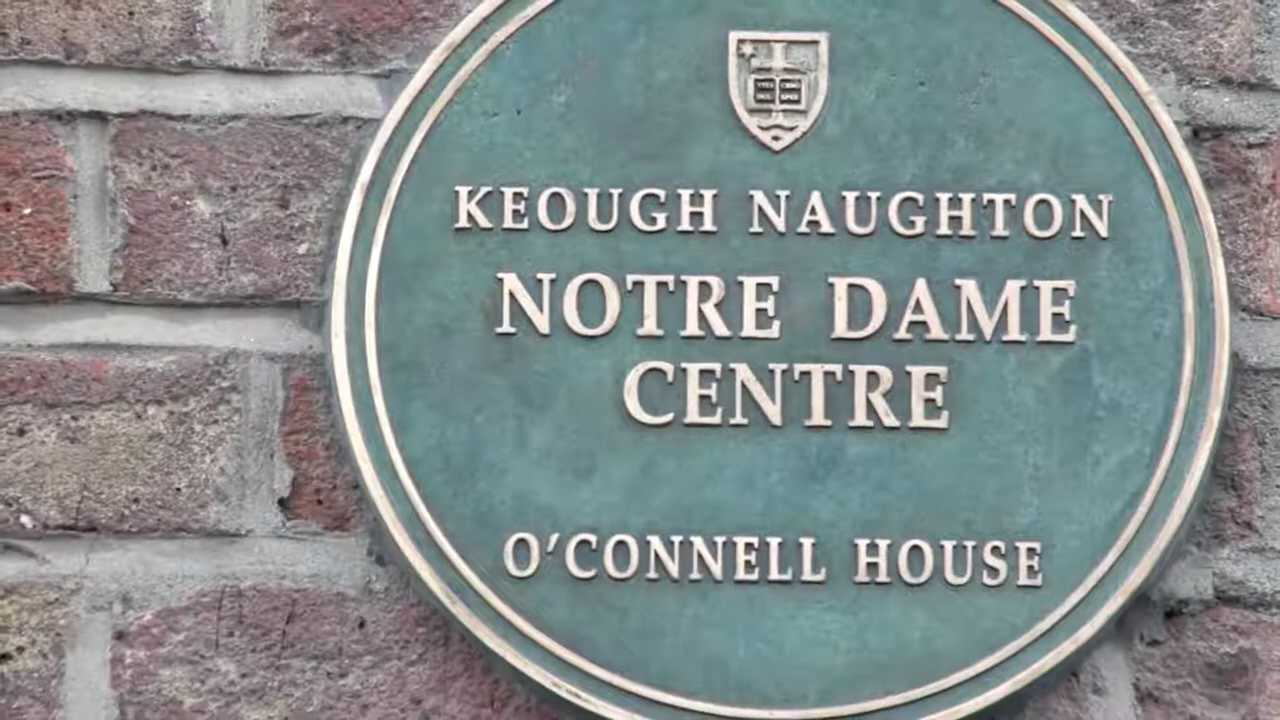 KEOUGH NAUGHTON
NOTRE DAME
CENTRE
O'CONNELL HOUSE